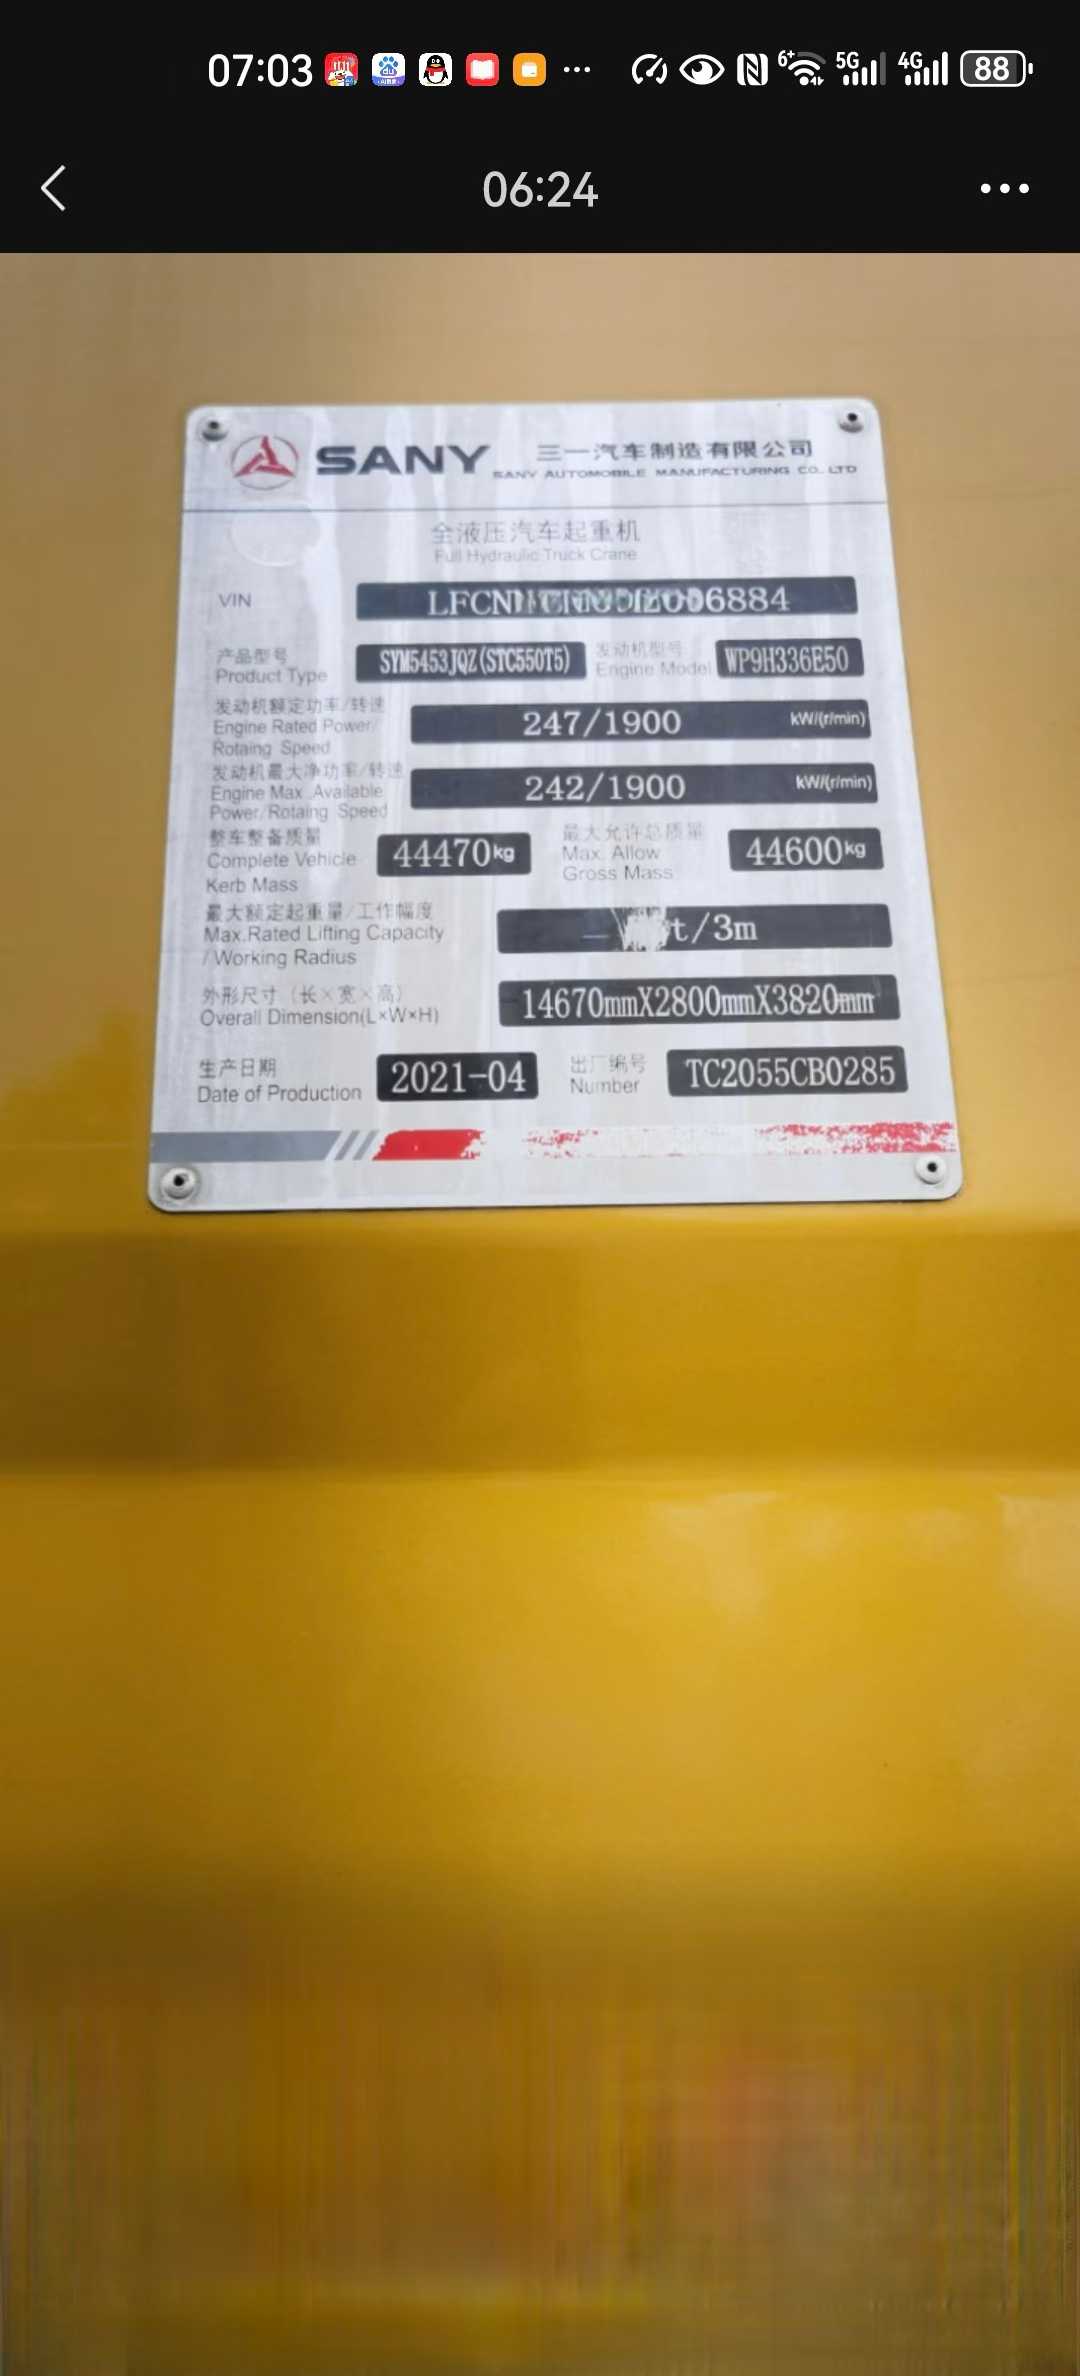 07:03 6+ 5G 4G 88
06:24
SANY 三一汽车制造有限公司
SANY AUTOMOBILE MANUFACTURING CO. LTD
全液压汽车起重机
Full Hydraulic Truck Crane
VIN
产品型号 SYM5453JQZ(STC550T5) 发动机型号 WP9H336E50
Product Type Engine Model
发动机额定功率/转速
Engine Rated Power/ 247/1900 kW/(r/min)
Rotaing Speed
发动机最大净功率/转速
Engine Max .Available 242/1900 kW/(r/min)
Power/Rotaing Speed
整车整备质量 最大允许总质量
Complete Vehicle 44470kg Max. Allow 44600kg
Kerb Mass Gross Mass
最大额定起重量/工作幅度
Max.Rated Lifting Capacity t/3m
/Working Radius
外形尺寸（长×宽×高） 14670mmX2800mmX3820mm
Overall Dimension(L×W×H)
生产日期 2021-04 出厂编号 TC2055CB0285
Date of Production Number